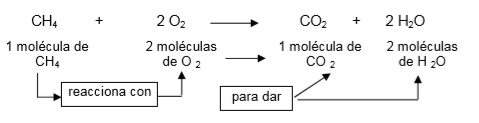 CH4 + 2 O2 CO2 + 2 H2O
1 molécula de 2 moléculas 1 molécula de 2 moléculas
CH4 de O 2 CO 2 de H 2O
reacciona con para dar